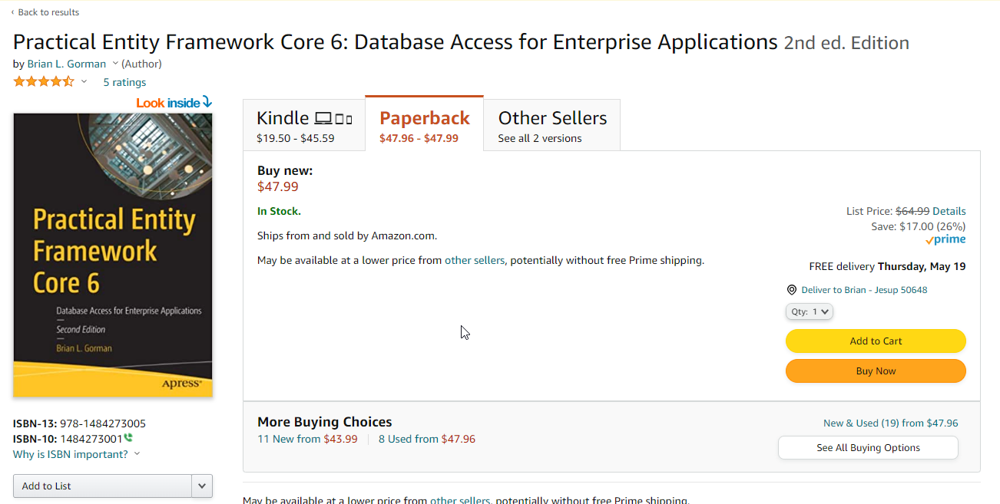 ‹ Back to results
Practical Entity Framework Core 6: Database Access for Enterprise Applications 2nd ed. Edition
by Brian L. Gorman (Author)
5 ratings
Look inside
Practical Entity
Framework
Core 6
Database Access for Enterprise Applications
Second Edition
Brian L. Gorman
Apress®
ISBN-13: 978-1484273005
ISBN-10: 1484273001
Why is ISBN important?
Add to List
Kindle
$19.50 - $45.59
Paperback
$47.96 - $47.99
Other Sellers
See all 2 versions
Buy new:
$47.99
In Stock.
Ships from and sold by Amazon.com.
May be available at a lower price from other sellers, potentially without free Prime shipping.
List Price: $64.99 Details
Save: $17.00 (26%)
prime
FREE delivery Thursday, May 19
Deliver to Brian - Jesup 50648
Qty: 1
Add to Cart
Buy Now
More Buying Choices
11 New from $43.99 | 8 Used from $47.96
New & Used (19) from $47.96
See All Buying Options
May be available at a lower price from other sellers, potentially without free Prime shipping.